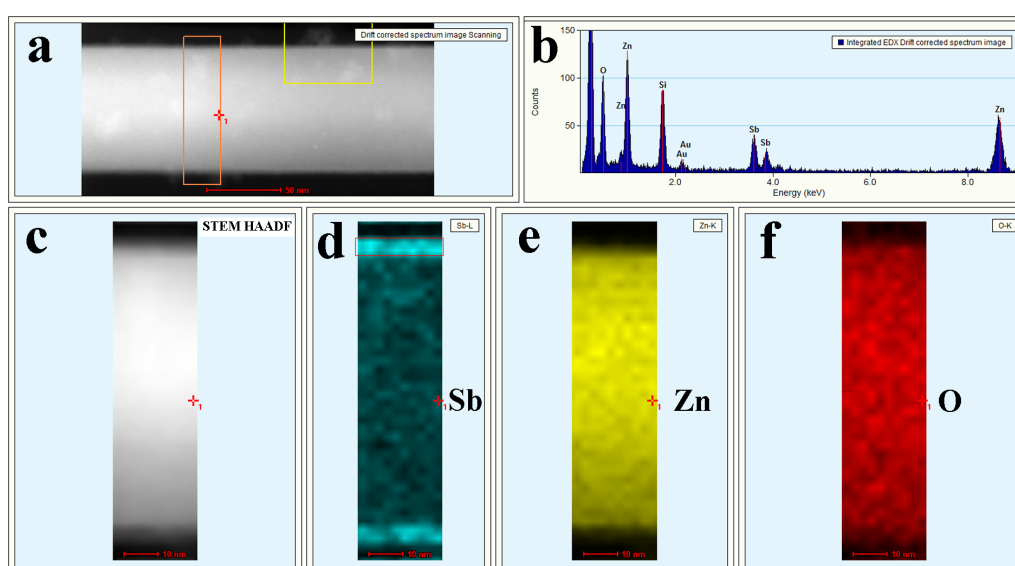 a
Drift corrected spectrum image Scanning
1
50 nm
b
Integrated EDX Drift corrected spectrum image
150
100
50
Counts
O
Zn
Zn
Si
Au
Au
Sb
Sb
Zn
2.0
4.0
6.0
8.0
Energy (keV)
c
STEM HAADF
1
10 nm
d
Sb-L
1
Sb
10 nm
e
Zn-K
1
Zn
10 nm
f
O-K
1
O
10 nm